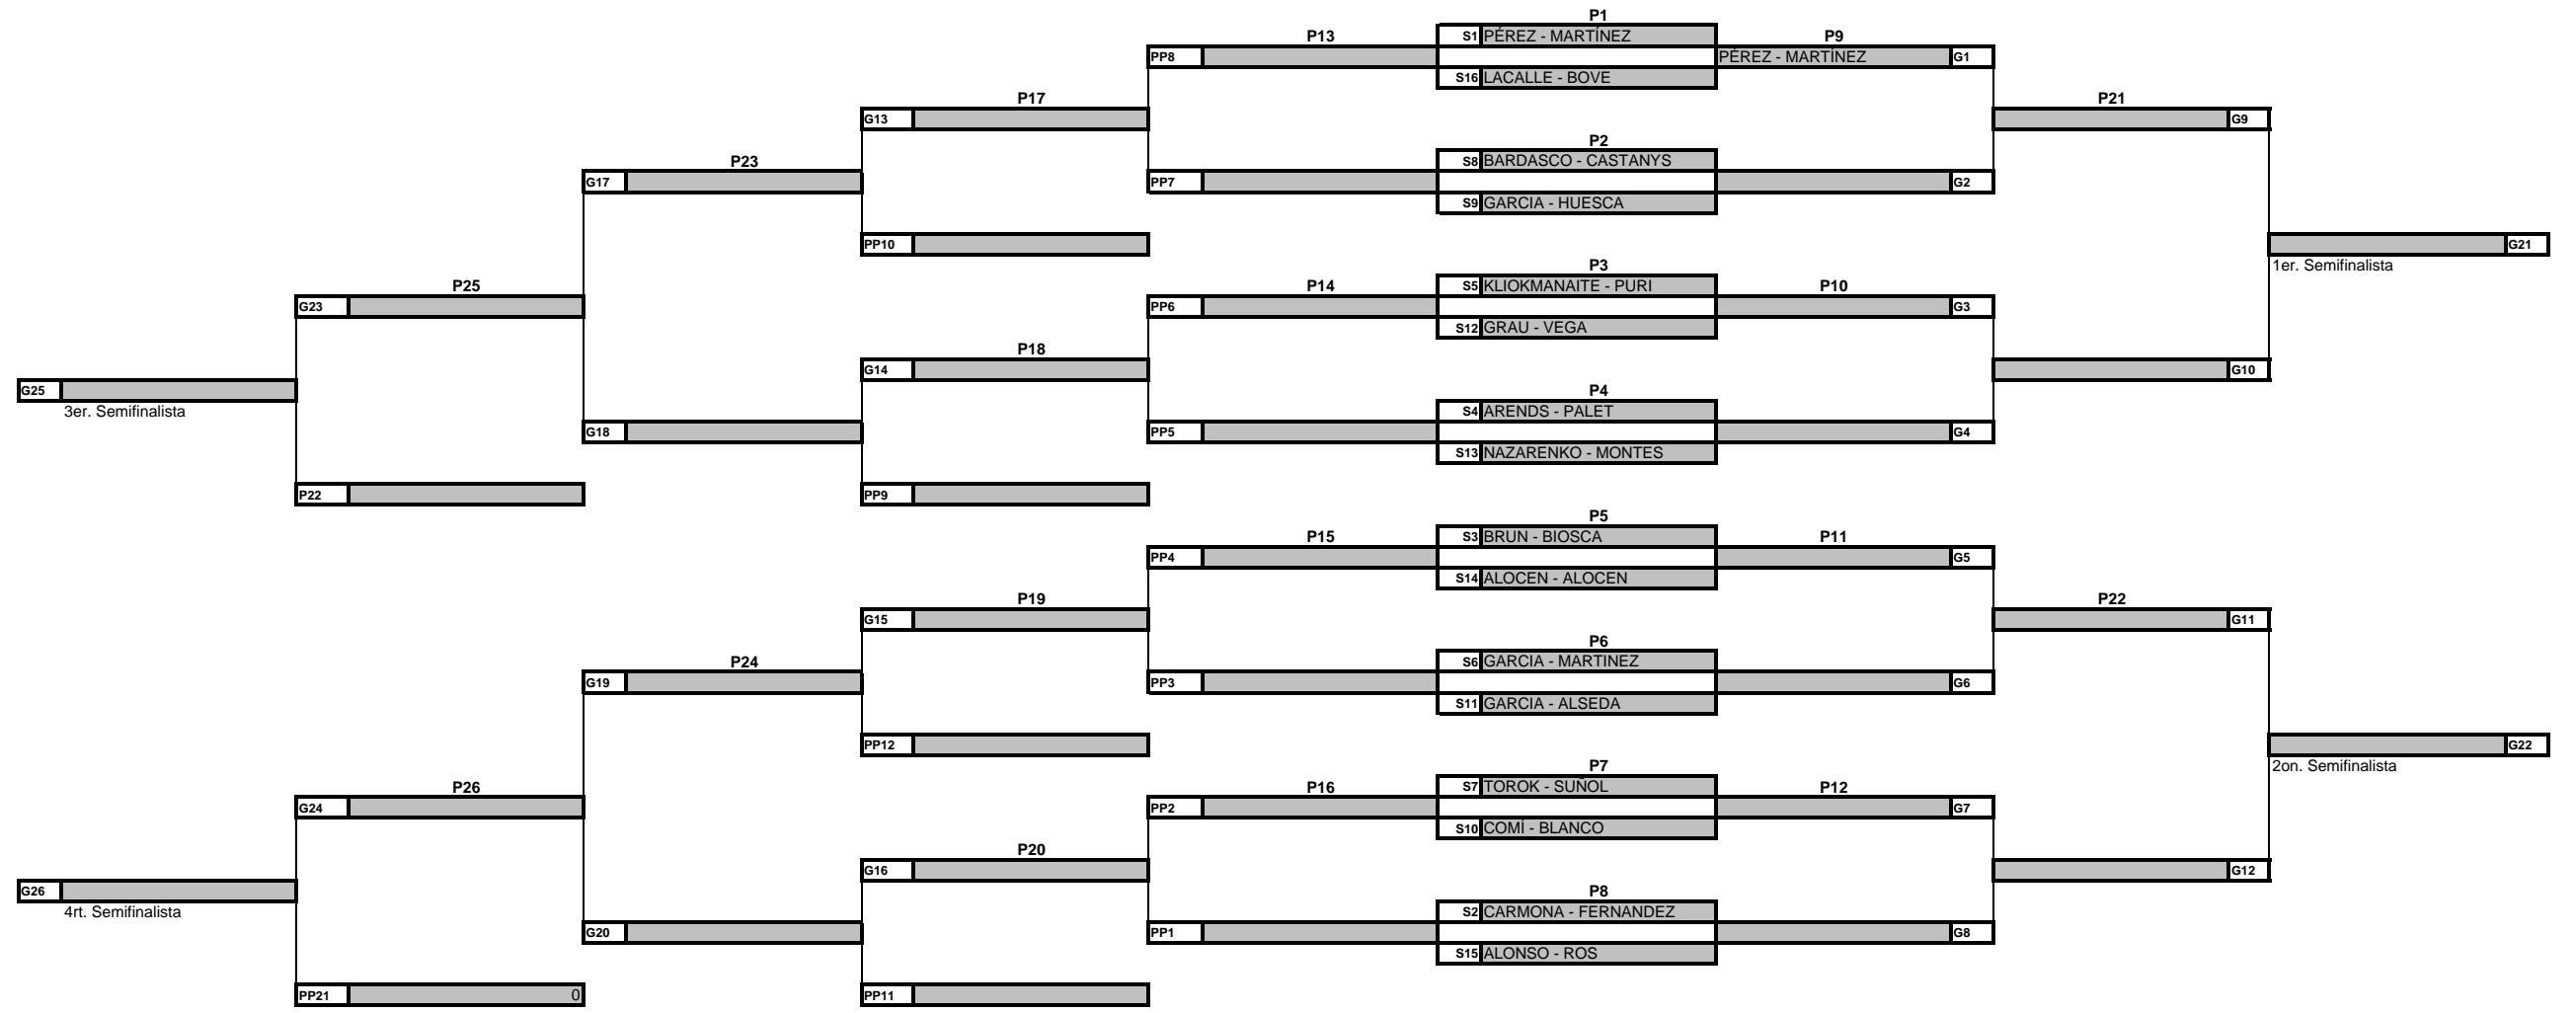 P1
P13 S1 PÉREZ - MARTÍNEZ P9
PP8 PÉREZ - MARTÍNEZ G1
S16 LACALLE - BOVE
P17 P21
G13 G9
P2
P23 S8 BARDASCO - CASTANYS
G17 PP7 G2
S9 GARCIA - HUESCA
PP10 G21
P3 1er. Semifinalista
P25 P14 S5 KLIOKMANAITE - PURI P10
G23 PP6 G3
S12 GRAU - VEGA
P18
G14 G10
G25 P4
3er. Semifinalista S4 ARENDS - PALET
G18 PP5 G4
S13 NAZARENKO - MONTES
P22 PP9
P5
P15 S3 BRUN - BIOSCA P11
PP4 G5
S14 ALOCEN - ALOCEN
P19 P22
G15 G11
P6
P24 S6 GARCIA - MARTINEZ
G19 PP3 G6
S11 GARCIA - ALSEDA
PP12 G22
P7 2on. Semifinalista
P26 P16 S7 TOROK - SUÑOL P12
G24 PP2 G7
S10 COMÍ - BLANCO
P20
G16 G12
G26 P8
4rt. Semifinalista S2 CARMONA - FERNANDEZ
G20 PP1 G8
S15 ALONSO - ROS
PP21 0 PP11